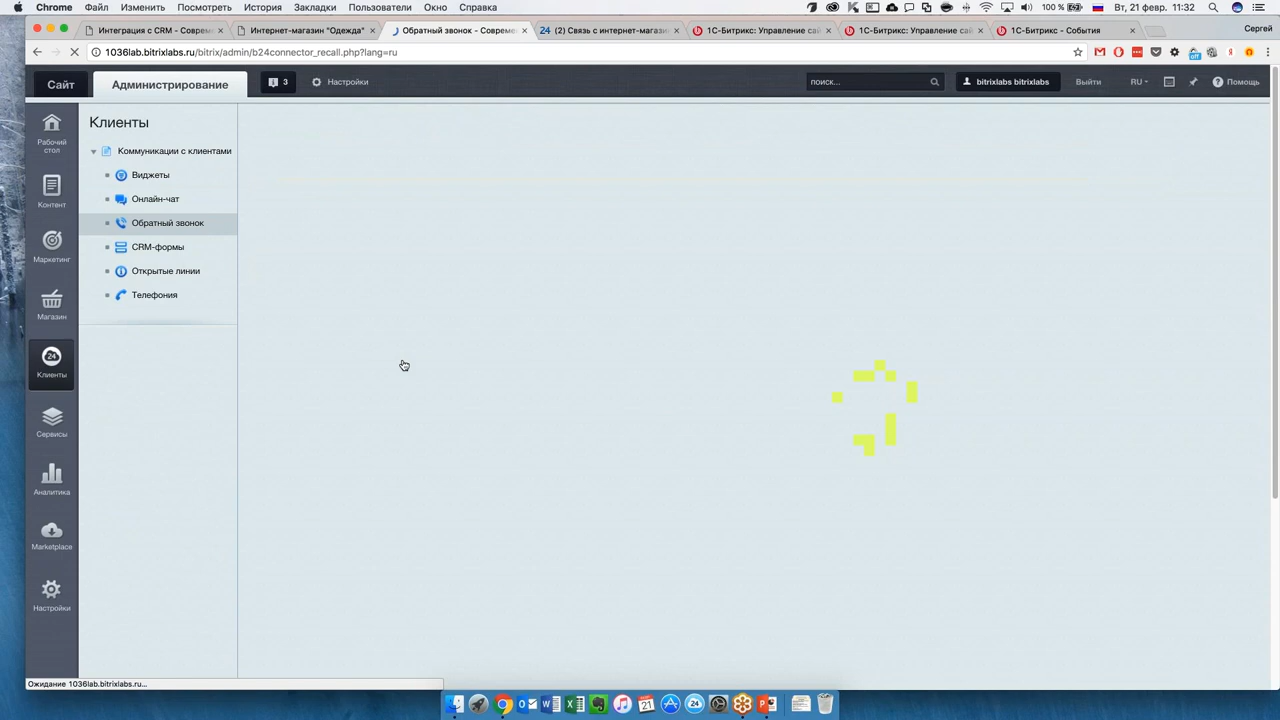 Chrome Файл Изменить Посмотреть История Закладки Пользователи Окно Справка 100 % Вт, 21 февр. 11:32
Интеграция с CRM - Соврем Интернет-магазин "Одежда" Обратный звонок - Совреме (2) Связь с интернет-магази 1С-Битрикс: Управление сай 1С-Битрикс: Управление сай 1С-Битрикс - События Сергей
1036lab.bitrixlabs.ru/bitrix/admin/b24connector_recall.php?lang=ru
Сайт Администрирование 3 Настройки поиск... bitrixlabs bitrixlabs Выйти RU Помощь
Клиенты
Рабочий стол
Контент
Маркетинг
Магазин
24
Клиенты
Сервисы
Аналитика
Marketplace
Настройки
Коммуникации с клиентами
Виджеты
Онлайн-чат
Обратный звонок
CRM-формы
Открытые линии
Телефония
Ожидание 1036lab.bitrixlabs.ru...